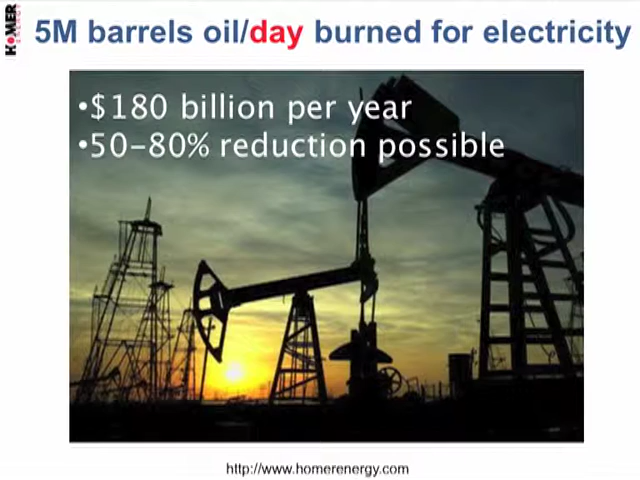 HOMER
ENERGY
5M barrels oil/day burned for electricity
•$180 billion per year
•50-80% reduction possible
http://www.homerenergy.com